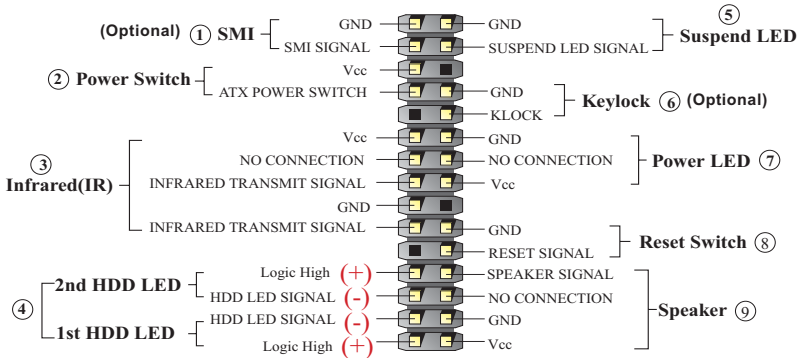 GND GND ⑤
(Optional) ① SMI Suspend LED
SMI SIGNAL SUSPEND LED SIGNAL
Vcc
② Power Switch
ATX POWER SWITCH GND
Keylock ⑥ (Optional)
KLOCK
Vcc GND
③ NO CONNECTION NO CONNECTION Power LED ⑦
Infrared(IR) INFRARED TRANSMIT SIGNAL Vcc
GND
INFRARED TRANSMIT SIGNAL GND
Reset Switch ⑧
RESET SIGNAL
Logic High (+) SPEAKER SIGNAL
2nd HDD LED
HDD LED SIGNAL (-) NO CONNECTION
④ Speaker ⑨
HDD LED SIGNAL (-) GND
1st HDD LED
Logic High (+) Vcc